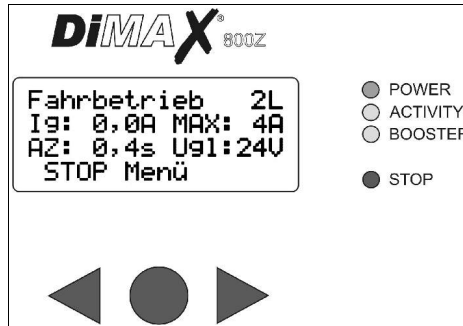 DiMAX® 800Z
Fahrbetrieb 2L
Ig: 0,0A MAX: 4A
AZ: 0,4s Ugl:24V
STOP Menü
POWER
ACTIVITY
BOOSTER
STOP